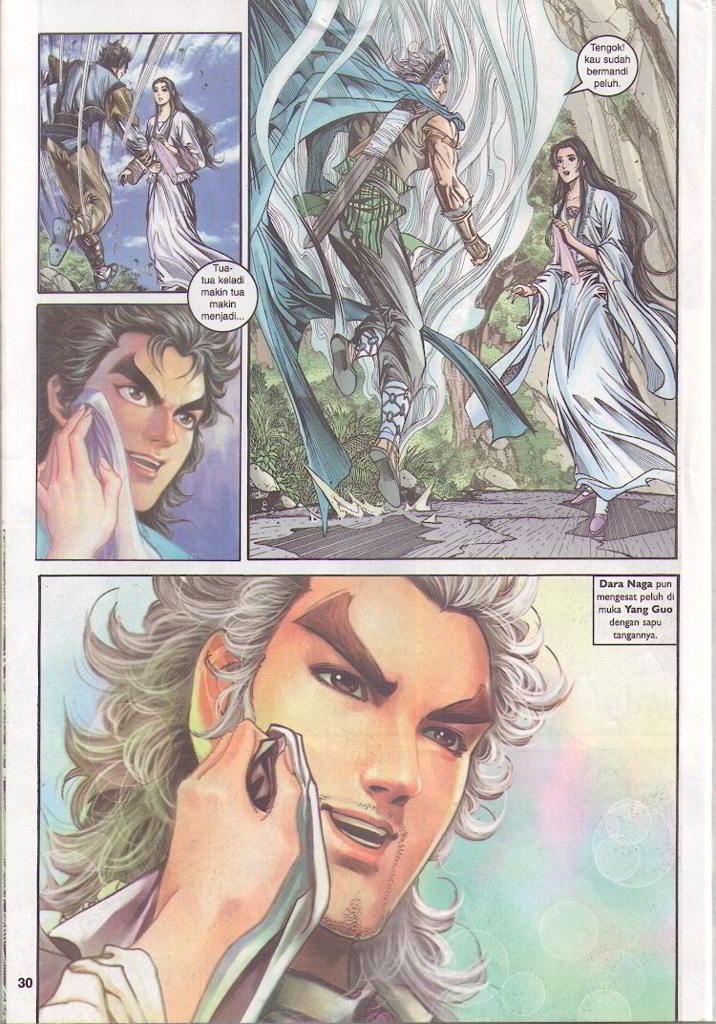 Tengok!
kau sudah
bermandi
peluh.
Tua-
tua keladi
makin tua
makin
menjadi...
Dara Naga pun
mengesat peluh di
muka Yang Guo
dengan sapu
tangannya.
30